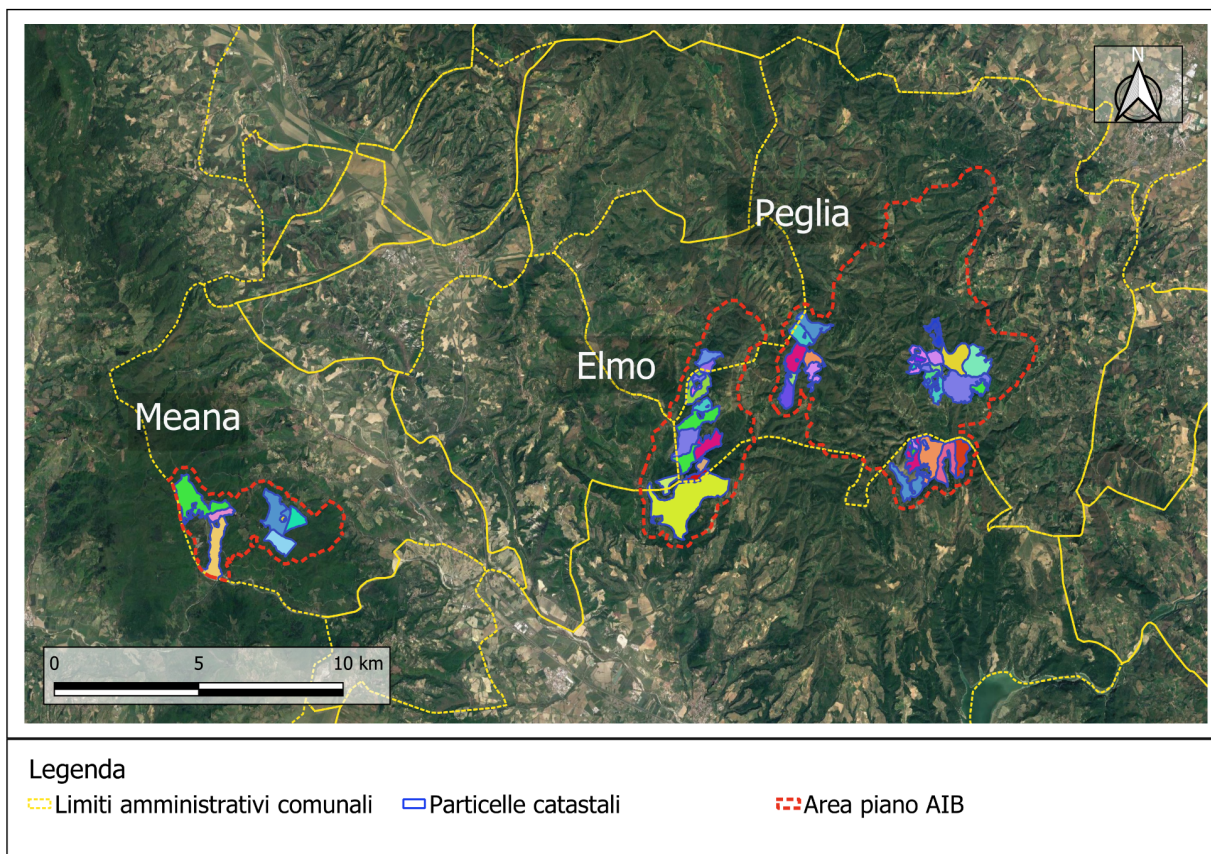 N
Peglia
Elmo
Meana
0 5 10 km
Legenda
Limiti amministrativi comunali Particelle catastali Area piano AIB